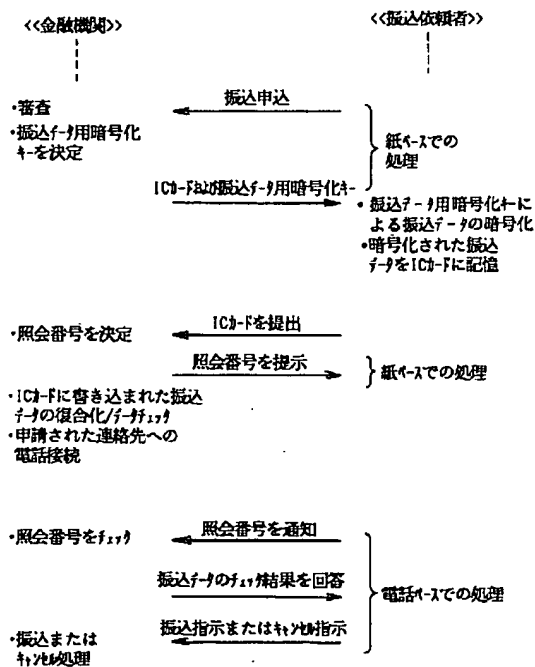 <<金融機関>>
<<振込依頼者>>
振込申込
・審査
・振込データ用暗号化
キーを決定
紙ベースでの
処理
ICカードおよび振込データ用暗号化キー
・振込データ用暗号化キーに
よる振込データの暗号化
・暗号化された振込
データをICカードに記憶
ICカードを提出
・照会番号を決定
照会番号を提示
紙ベースでの処理
・ICカードに書き込まれた振込
データの復合化/データチェック
・申請された連絡先への
電話接続
照会番号を通知
・照会番号をチェック
振込データのチェック結果を回答
電話ベースでの処理
振込指示またはキャンセル指示
・振込または
キャンセル処理